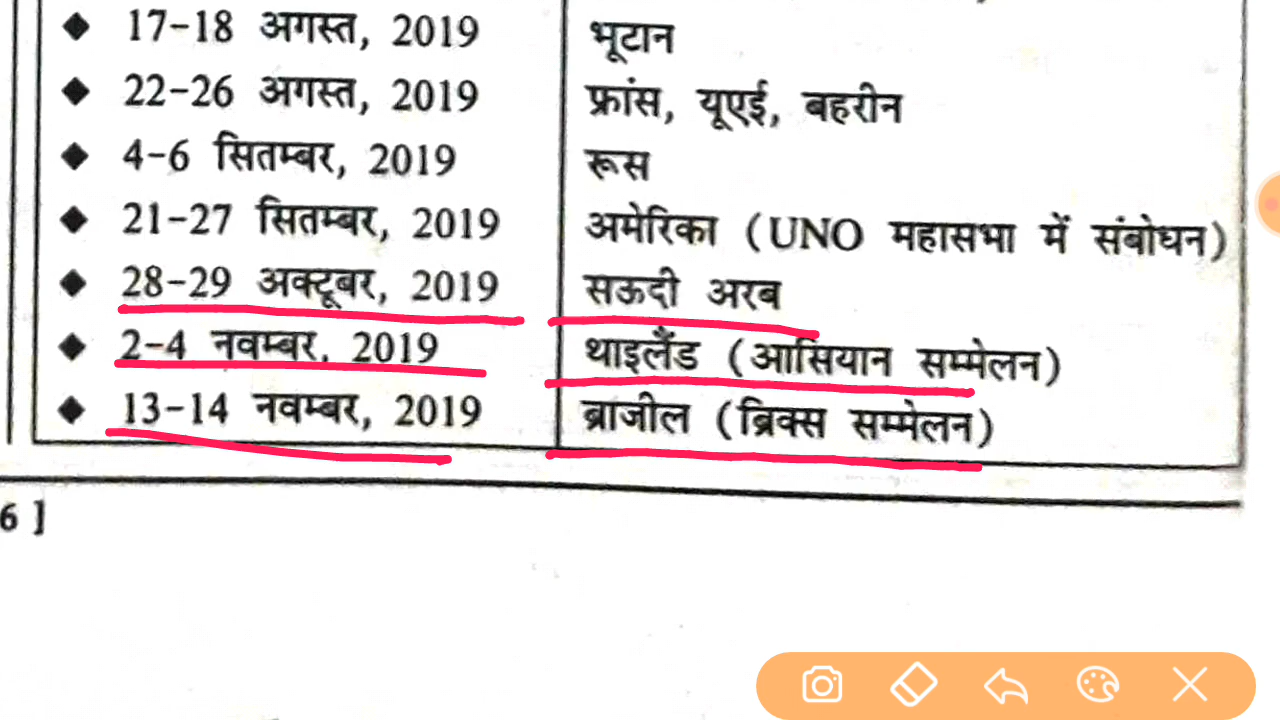 ◆ 17-18 अगस्त, 2019 भूटान
◆ 22-26 अगस्त, 2019 फ्रांस, यूएई, बहरीन
◆ 4-6 सितम्बर, 2019 रूस
◆ 21-27 सितम्बर, 2019 अमेरिका (UNO महासभा में संबोधन)
◆ 28-29 अक्टूबर, 2019 सऊदी अरब
◆ 2-4 नवम्बर, 2019 थाइलैंड (आसियान सम्मेलन)
◆ 13-14 नवम्बर, 2019 ब्राजील (ब्रिक्स सम्मेलन)
6 ]